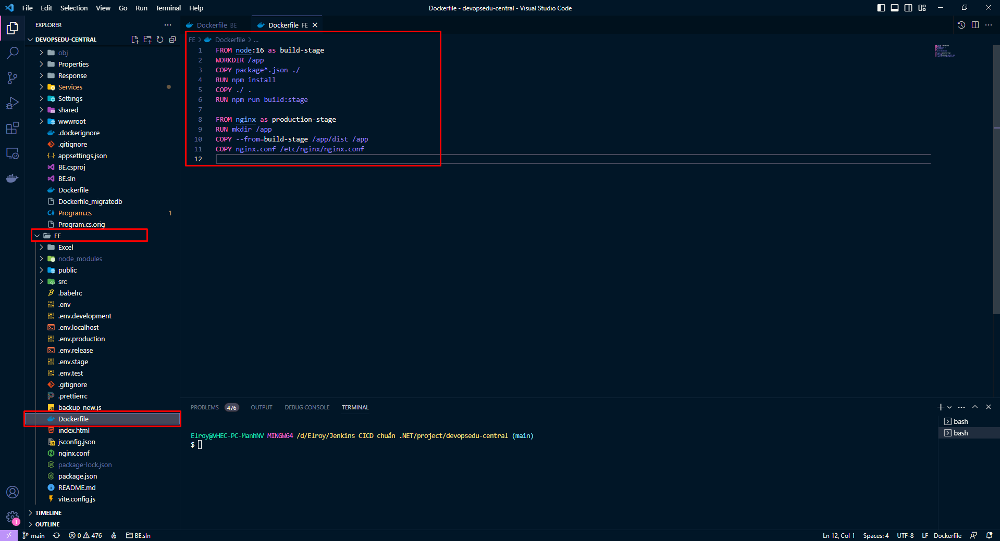 File Edit Selection View Go Run Terminal Help
Dockerfile - devopsedu-central - Visual Studio Code
EXPLORER
DEVOPSEDU-CENTRAL
obj
Properties
Response
Services
Settings
shared
wwwroot
.dockerignore
.gitignore
appsettings.json
BE.csproj
BE.sln
Dockerfile
Dockerfile_migratedb
Program.cs 1
Program.cs.orig
FE
Excel
node_modules
public
src
.babelrc
.env
.env.development
.env.localhost
.env.production
.env.release
.env.stage
.env.test
.gitignore
.prettierrc
backup_new.js
Dockerfile
index.html
jsconfig.json
nginx.conf
package-lock.json
package.json
README.md
vite.config.js
TIMELINE
OUTLINE
Dockerfile BE
Dockerfile FE
FE > Dockerfile > ...
1 FROM node:16 as build-stage
2 WORKDIR /app
3 COPY package*.json ./
4 RUN npm install
5 COPY ./ .
6 RUN npm run build:stage
7
8 FROM nginx as production-stage
9 RUN mkdir /app
10 COPY --from=build-stage /app/dist /app
11 COPY nginx.conf /etc/nginx/nginx.conf
12
PROBLEMS 476 OUTPUT DEBUG CONSOLE TERMINAL
Elroy@VHEC-PC-ManhNV MINGW64 /d/Elroy/Jenkins CICD chuẩn .NET/project/devopsedu-central (main)
$
bash
bash
1
main 0 476 BE.sln
Ln 12, Col 1 Spaces: 4 UTF-8 LF Dockerfile